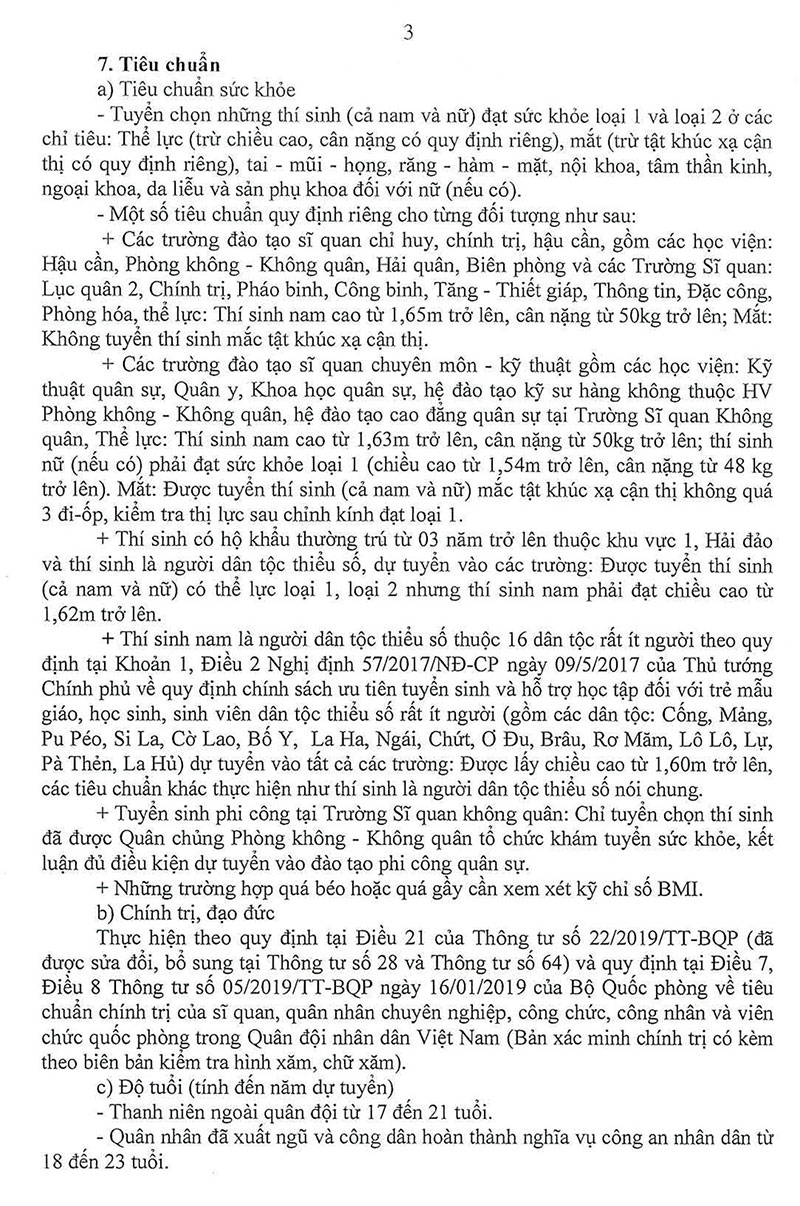 3
7. Tiêu chuẩn
a) Tiêu chuẩn sức khỏe
- Tuyển chọn những thí sinh (cả nam và nữ) đạt sức khỏe loại 1 và loại 2 ở các
chỉ tiêu: Thể lực (trừ chiều cao, cân nặng có quy định riêng), mắt (trừ tật khúc xạ cận
thị có quy định riêng), tai - mũi - họng, răng - hàm - mặt, nội khoa, tâm thần kinh,
ngoại khoa, da liễu và sản phụ khoa đối với nữ (nếu có).
- Một số tiêu chuẩn quy định riêng cho từng đối tượng như sau:
+ Các trường đào tạo sĩ quan chỉ huy, chính trị, hậu cần, gồm các học viện:
Hậu cần, Phòng không - Không quân, Hải quân, Biên phòng và các Trường Sĩ quan:
Lục quân 2, Chính trị, Pháo binh, Công binh, Tăng - Thiết giáp, Thông tin, Đặc công,
Phòng hóa, thể lực: Thí sinh nam cao từ 1,65m trở lên, cân nặng từ 50kg trở lên; Mắt:
Không tuyển thí sinh mắc tật khúc xạ cận thị.
+ Các trường đào tạo sĩ quan chuyên môn - kỹ thuật gồm các học viện: Kỹ
thuật quân sự, Quân y, Khoa học quân sự, hệ đào tạo kỹ sư hàng không thuộc HV
Phòng không - Không quân, hệ đào tạo cao đẳng quân sự tại Trường Sĩ quan Không
quân, Thể lực: Thí sinh nam cao từ 1,63m trở lên, cân nặng từ 50kg trở lên; thí sinh
nữ (nếu có) phải đạt sức khỏe loại 1 (chiều cao từ 1,54m trở lên, cân nặng từ 48 kg
trở lên). Mắt: Được tuyển thí sinh (cả nam và nữ) mắc tật khúc xạ cận thị không quá
3 đi-ốp, kiểm tra thị lực sau chỉnh kính đạt loại 1.
+ Thí sinh có hộ khẩu thường trú từ 03 năm trở lên thuộc khu vực 1, Hải đảo
và thí sinh là người dân tộc thiểu số, dự tuyển vào các trường: Được tuyển thí sinh
(cả nam và nữ) có thể lực loại 1, loại 2 nhưng thí sinh nam phải đạt chiều cao từ
1,62m trở lên.
+ Thí sinh nam là người dân tộc thiểu số thuộc 16 dân tộc rất ít người theo quy
định tại Khoản 1, Điều 2 Nghị định 57/2017/NĐ-CP ngày 09/5/2017 của Thủ tướng
Chính phủ về quy định chính sách ưu tiên tuyển sinh và hỗ trợ học tập đối với trẻ mẫu
giáo, học sinh, sinh viên dân tộc thiểu số rất ít người (gồm các dân tộc: Cống, Mảng,
Pu Péo, Si La, Cờ Lao, Bố Y, La Ha, Ngái, Chứt, Ơ Đu, Brâu, Rơ Măm, Lô Lô, Lự,
Pà Thẻn, La Hủ) dự tuyển vào tất cả các trường: Được lấy chiều cao từ 1,60m trở lên,
các tiêu chuẩn khác thực hiện như thí sinh là người dân tộc thiểu số nói chung.
+ Tuyển sinh phi công tại Trường Sĩ quan không quân: Chỉ tuyển chọn thí sinh
đã được Quân chủng Phòng không - Không quân tổ chức khám tuyển sức khỏe, kết
luận đủ điều kiện dự tuyển vào đào tạo phi công quân sự.
+ Những trường hợp quá béo hoặc quá gầy cần xem xét kỹ chỉ số BMI.
b) Chính trị, đạo đức
Thực hiện theo quy định tại Điều 21 của Thông tư số 22/2019/TT-BQP (đã
được sửa đổi, bổ sung tại Thông tư số 28 và Thông tư số 64) và quy định tại Điều 7,
Điều 8 Thông tư số 05/2019/TT-BQP ngày 16/01/2019 của Bộ Quốc phòng về tiêu
chuẩn chính trị của sĩ quan, quân nhân chuyên nghiệp, công chức, công nhân và viên
chức quốc phòng trong Quân đội nhân dân Việt Nam (Bản xác minh chính trị có kèm
theo biên bản kiểm tra hình xăm, chữ xăm).
c) Độ tuổi (tính đến năm dự tuyển)
- Thanh niên ngoài quân đội từ 17 đến 21 tuổi.
- Quân nhân đã xuất ngũ và công dân hoàn thành nghĩa vụ công an nhân dân từ
18 đến 23 tuổi.